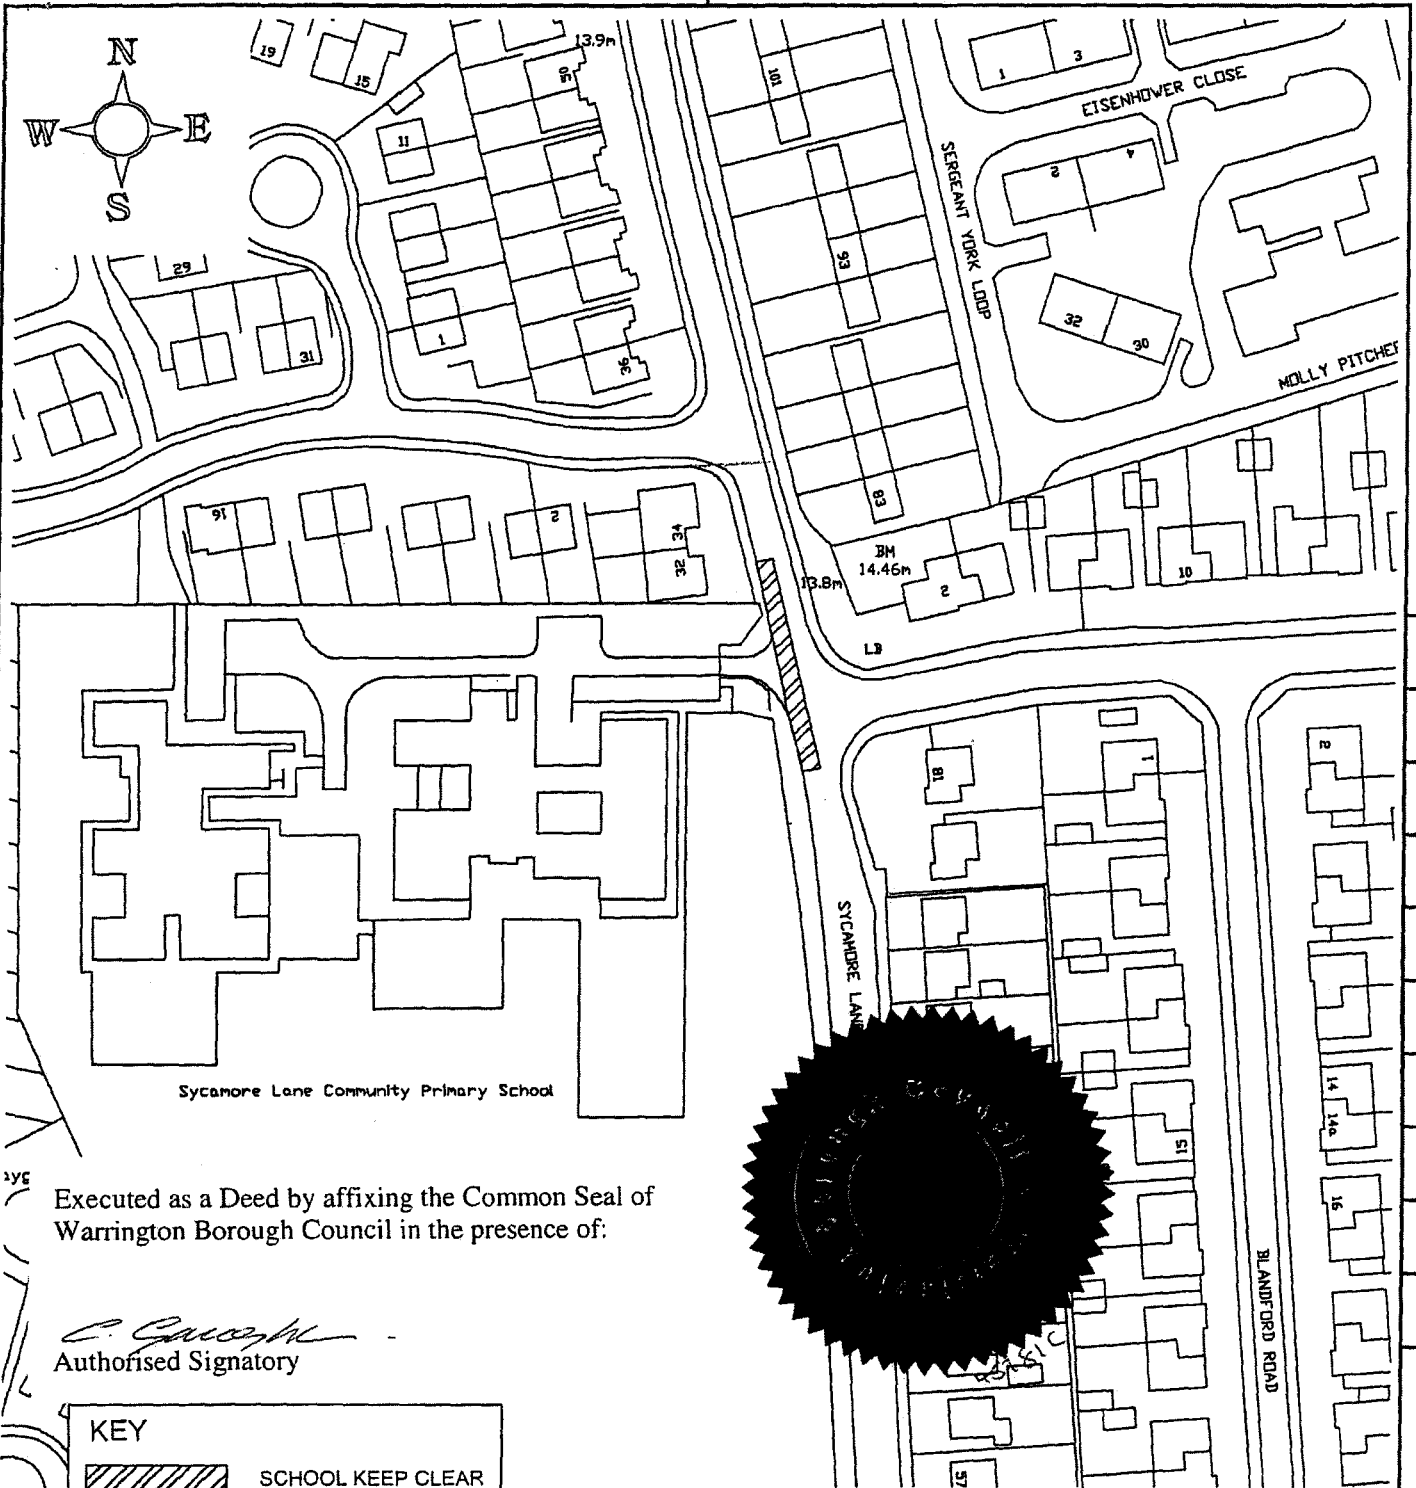 N
W E
S
19
15
13.9m
50
101
1
3
EISENHOWER CLOSE
11
SERGEANT YORK LOOP
2
4
29
93
31
1
36
32
30
MOLLY PITCHER
16
2
34
32
83
BM
14.46m
13.8m
2
10
LB
81
1
2
SYCAMORE LANE
Sycamore Lane Community Primary School
14
14a
15
16
Executed as a Deed by affixing the Common Seal of
Warrington Borough Council in the presence of:
BLANDFORD ROAD
Authorised Signatory
KEY
SCHOOL KEEP CLEAR
57